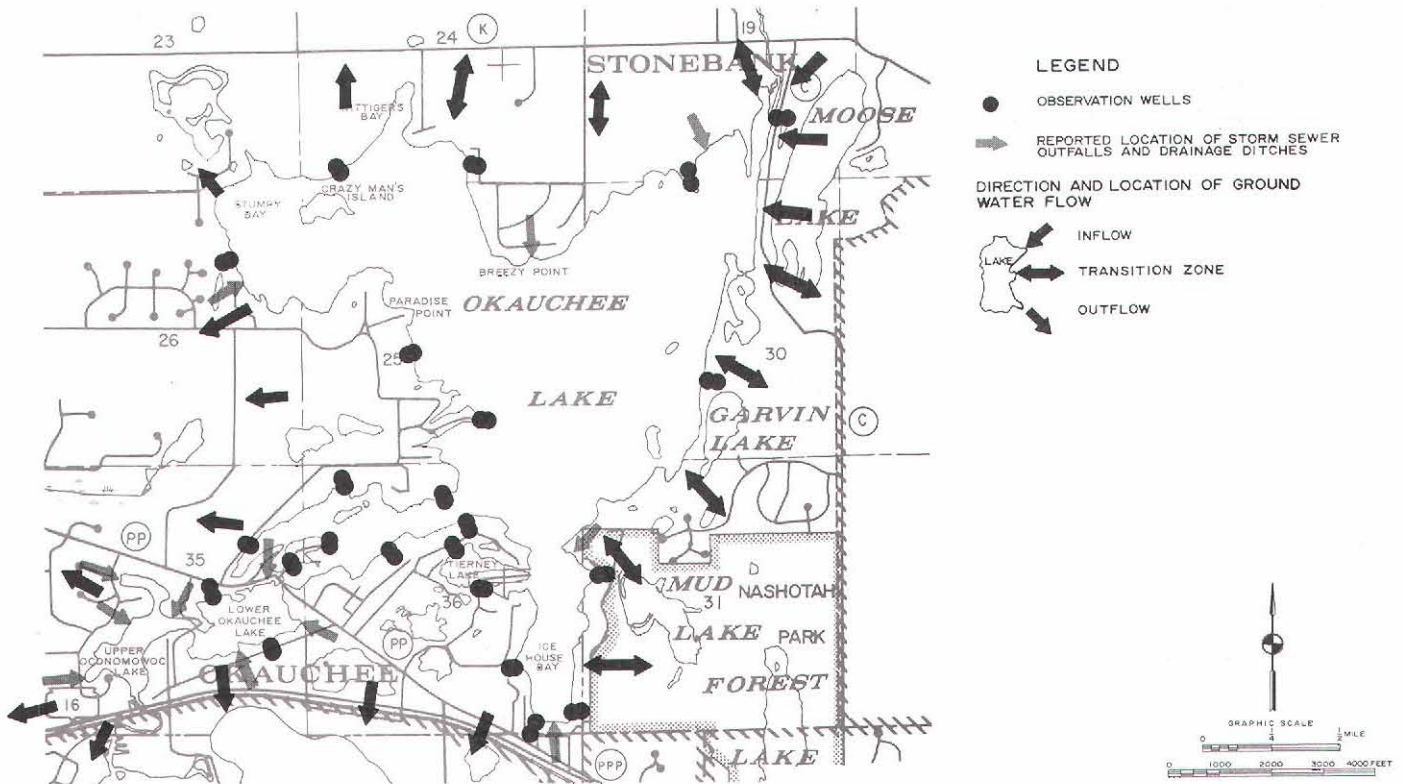 23
24
K
19
STONEBANK
C
MOOSE
LAKE
BAY
CRAZY MAN'S
ISLAND
STUMPY
BAY
BREEZY POINT
PARADISE
POINT
OKAUCHEE
LAKE
26
25
30
GARVIN
LAKE
C
PP
35
TIERNEY
LAKE
36
LOWER
OKAUCHEE
LAKE
PP
UPPER
OCONOMOWOC
LAKE
OKAUCHEE
ICE
HOUSE
BAY
MUD
LAKE
31
NASHOTAH
PARK
FOREST
LAKE
16
PPP
LEGEND
OBSERVATION WELLS
REPORTED LOCATION OF STORM SEWER
OUTFALLS AND DRAINAGE DITCHES
DIRECTION AND LOCATION OF GROUND
WATER FLOW
LAKE
INFLOW
TRANSITION ZONE
OUTFLOW
GRAPHIC SCALE
0 4 2 MILE
0 1000 2000 3000 4000 FEET